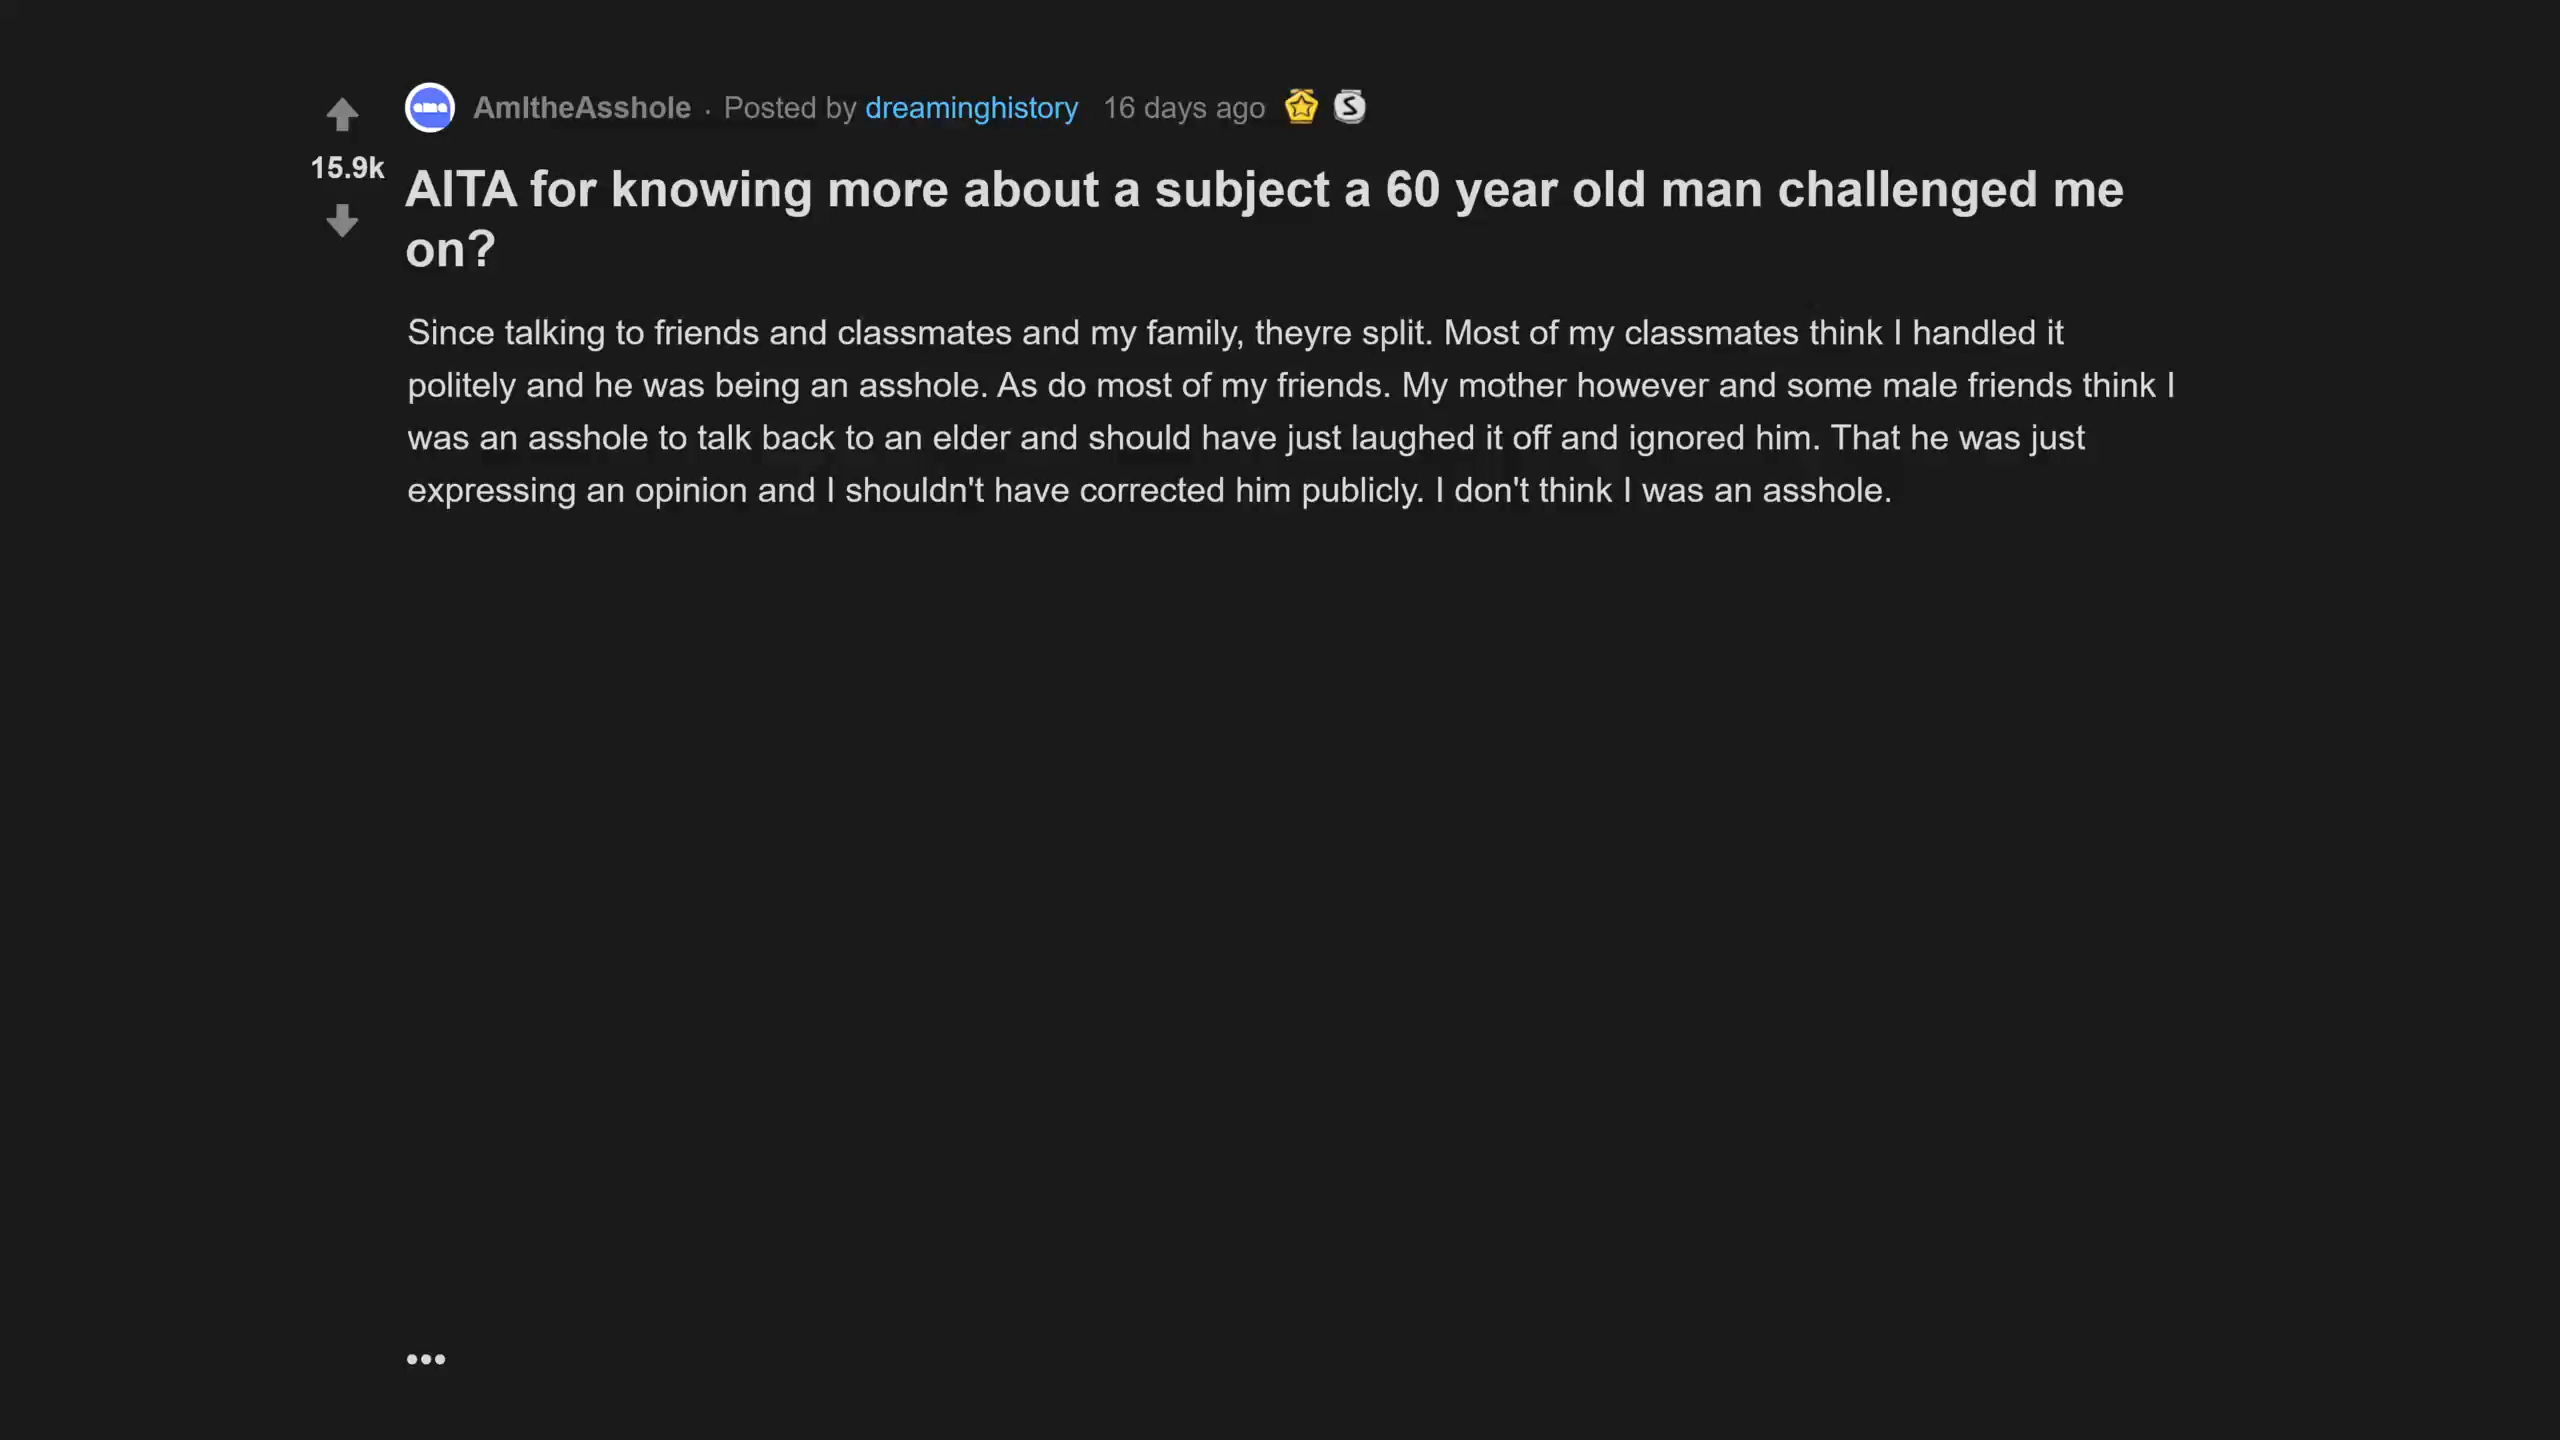 AmItheAsshole · Posted by dreaminghistory 16 days ago
15.9k
AITA for knowing more about a subject a 60 year old man challenged me
on?
Since talking to friends and classmates and my family, theyre split. Most of my classmates think I handled it
politely and he was being an asshole. As do most of my friends. My mother however and some male friends think I
was an asshole to talk back to an elder and should have just laughed it off and ignored him. That he was just
expressing an opinion and I shouldn't have corrected him publicly. I don't think I was an asshole.
•••